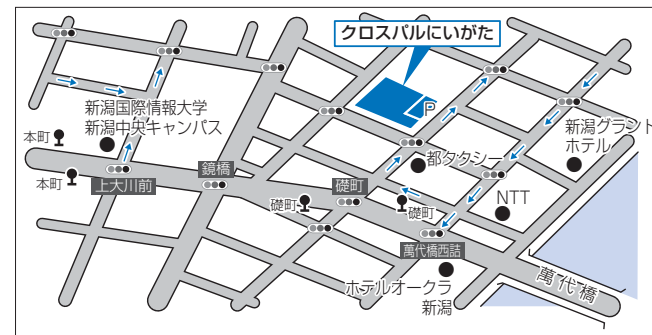 クロスパルにいがた
P
新潟国際情報大学
新潟中央キャンパス
本町
本町
上大川前
鏡橋
礎町
礎町
礎町
都タクシー
新潟グランド
ホテル
NTT
萬代橋西詰
ホテルオークラ
新潟
萬代橋